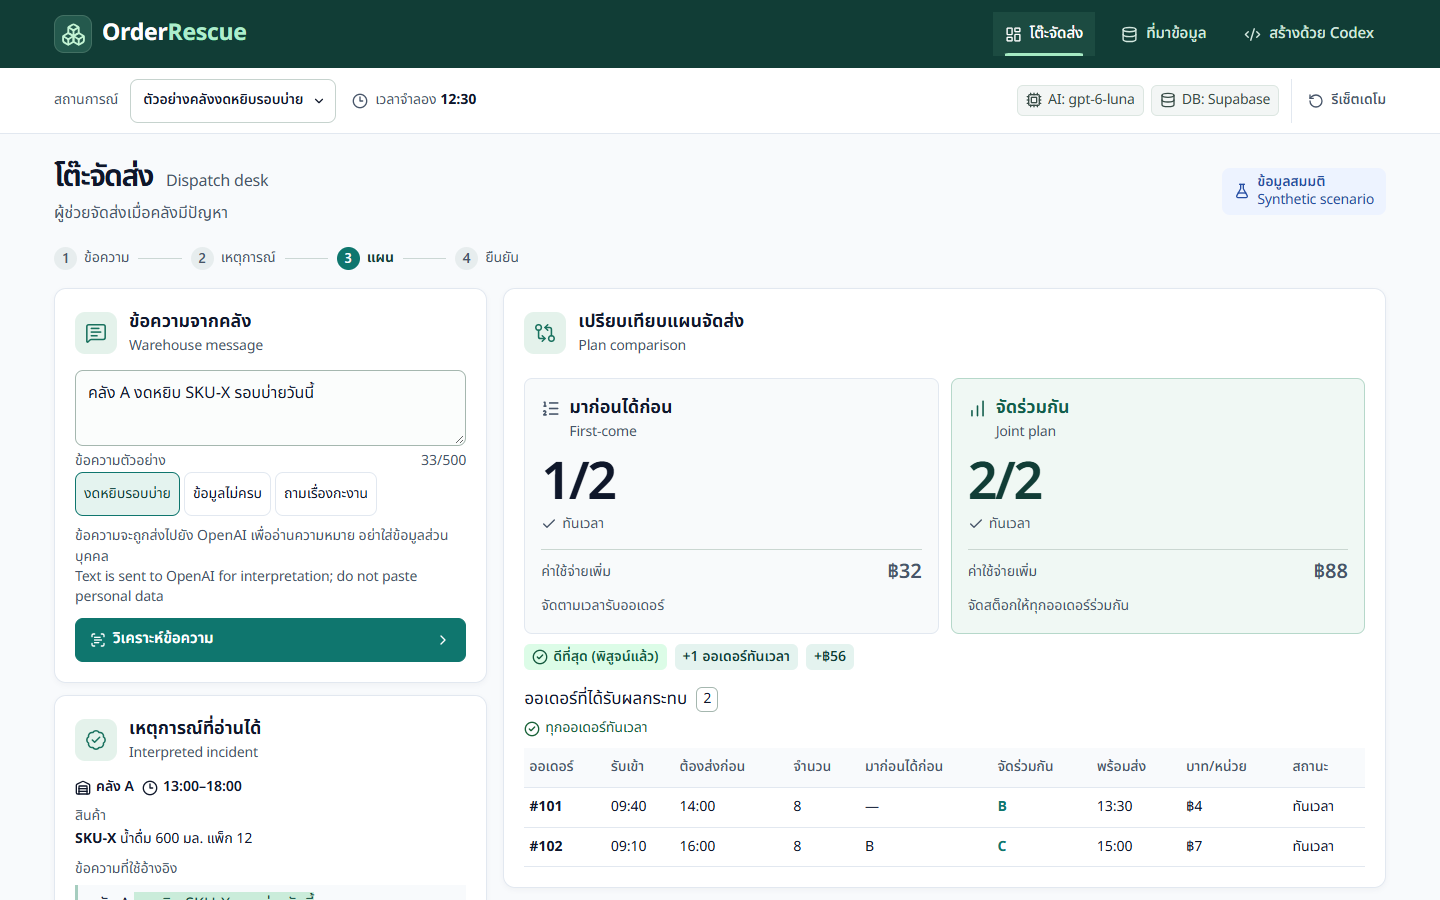 OrderRescue
โต๊ะจัดส่ง
ที่มาข้อมูล
สร้างด้วย Codex
สถานการณ์
ตัวอย่างคลังงดหยิบรอบบ่าย
เวลาจำลอง 12:30
AI: gpt-6-luna
DB: Supabase
รีเซ็ตเดโม
โต๊ะจัดส่ง Dispatch desk
ผู้ช่วยจัดส่งเมื่อคลังมีปัญหา
ข้อมูลสมมติ
Synthetic scenario
1 ข้อความ
2 เหตุการณ์
3 แผน
4 ยืนยัน
ข้อความจากคลัง
Warehouse message
คลัง A งดหยิบ SKU-X รอบบ่ายวันนี้
ข้อความตัวอย่าง 33/500
งดหยิบรอบบ่าย
ข้อมูลไม่ครบ
ถามเรื่องกะงาน
ข้อความจะถูกส่งไปยัง OpenAI เพื่ออ่านความหมาย อย่าใส่ข้อมูลส่วน
บุคคล
Text is sent to OpenAI for interpretation; do not paste
personal data
วิเคราะห์ข้อความ
เหตุการณ์ที่อ่านได้
Interpreted incident
คลัง A 13:00–18:00
สินค้า
SKU-X น้ำดื่ม 600 มล. แพ็ก 12
ข้อความที่ใช้อ้างอิง
เปรียบเทียบแผนจัดส่ง
Plan comparison
มาก่อนได้ก่อน
First-come
1/2
ทันเวลา
ค่าใช้จ่ายเพิ่ม ฿32
จัดตามเวลารับออเดอร์
จัดร่วมกัน
Joint plan
2/2
ทันเวลา
ค่าใช้จ่ายเพิ่ม ฿88
จัดสต็อกให้ทุกออเดอร์ร่วมกัน
ดีที่สุด (พิสูจน์แล้ว)
+1 ออเดอร์ทันเวลา
+฿56
ออเดอร์ที่ได้รับผลกระทบ 2
ทุกออเดอร์ทันเวลา
ออเดอร์ รับเข้า ต้องส่งก่อน จำนวน มาก่อนได้ก่อน จัดร่วมกัน พร้อมส่ง บาท/หน่วย สถานะ
#101 09:40 14:00 8 — B 13:30 ฿4 ทันเวลา
#102 09:10 16:00 8 B C 15:00 ฿7 ทันเวลา